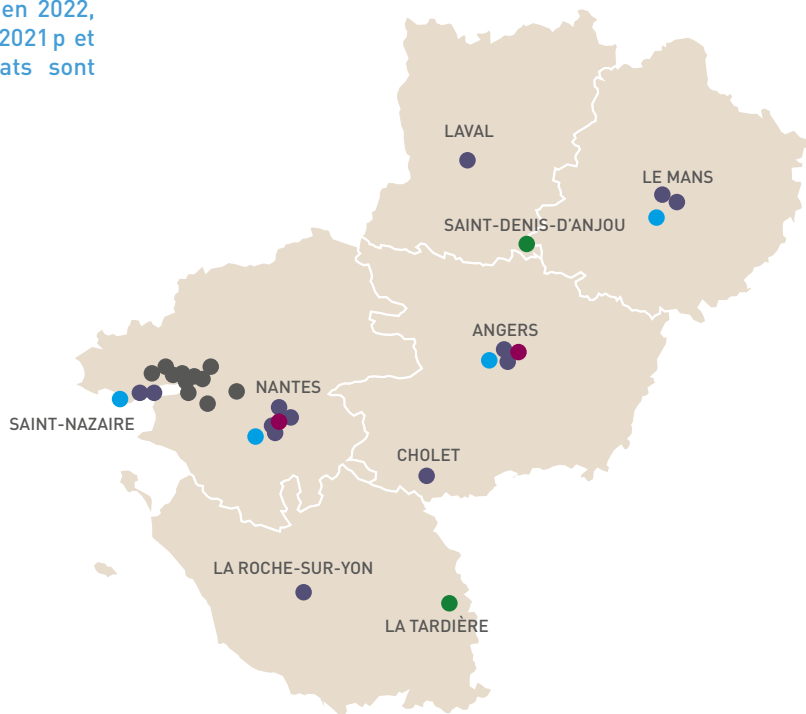 en 2022,
2021 p et
ats sont
LAVAL
LE MANS
SAINT-DENIS-D'ANJOU
ANGERS
NANTES
SAINT-NAZAIRE
CHOLET
LA ROCHE-SUR-YON
LA TARDIÈRE